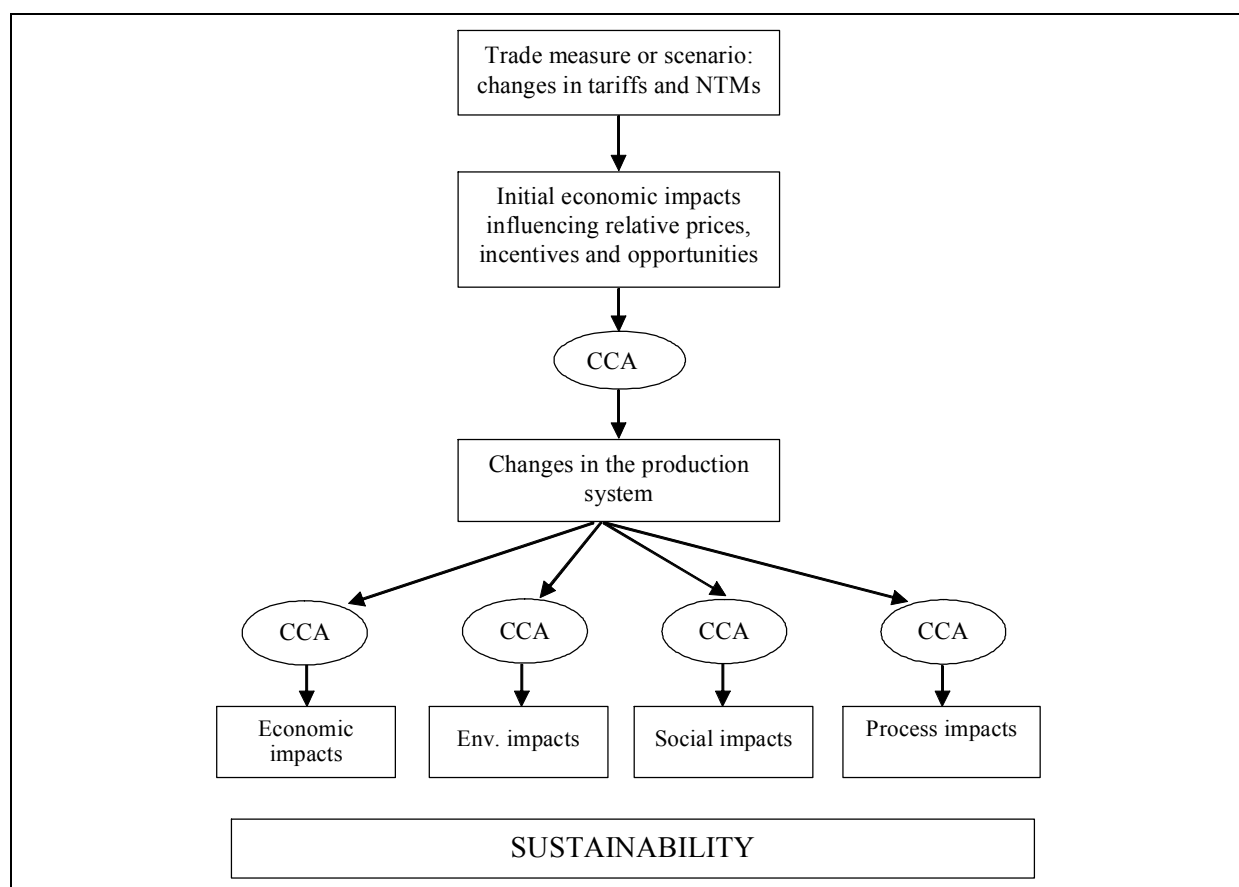 Trade measure or scenario:
changes in tariffs and NTMs
Initial economic impacts
influencing relative prices,
incentives and opportunities
CCA
Changes in the production
system
CCA
CCA
CCA
CCA
Economic
impacts
Env. impacts
Social impacts
Process impacts
SUSTAINABILITY